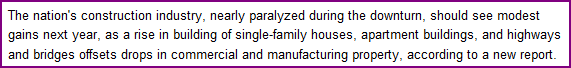 The nation's construction industry, nearly paralyzed during the downturn, should see modest
gains next year, as a rise in building of single-family houses, apartment buildings, and highways
and bridges offsets drops in commercial and manufacturing property, according to a new report.